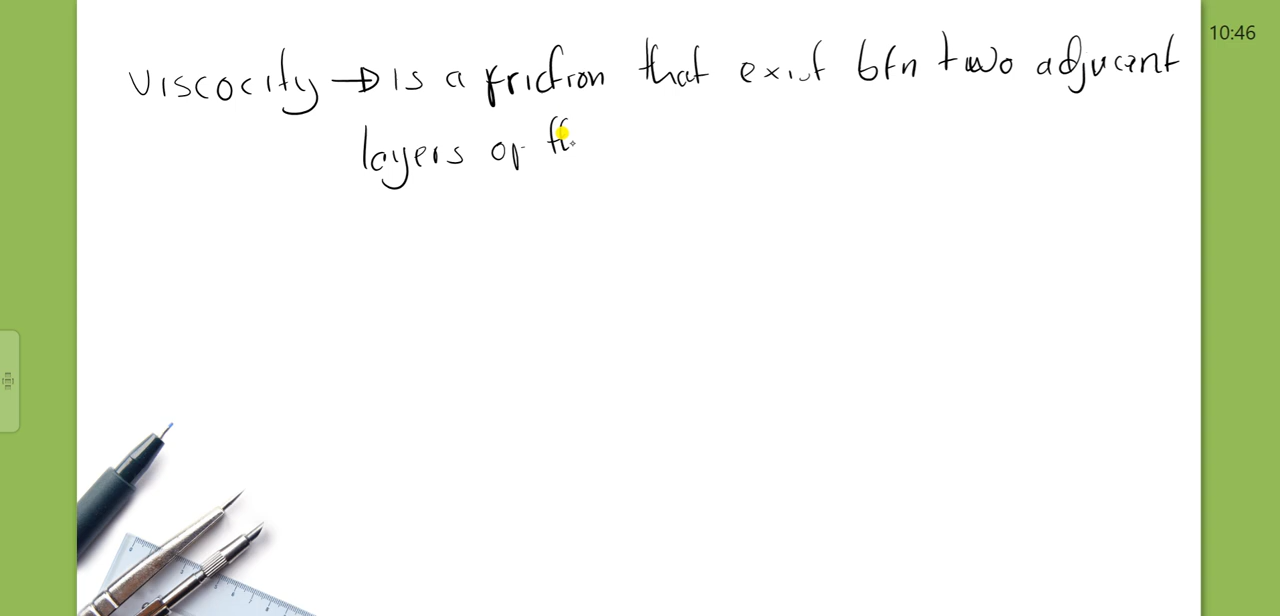 10:46
viscocity → is a friction that exist btn two adjucent
layers of